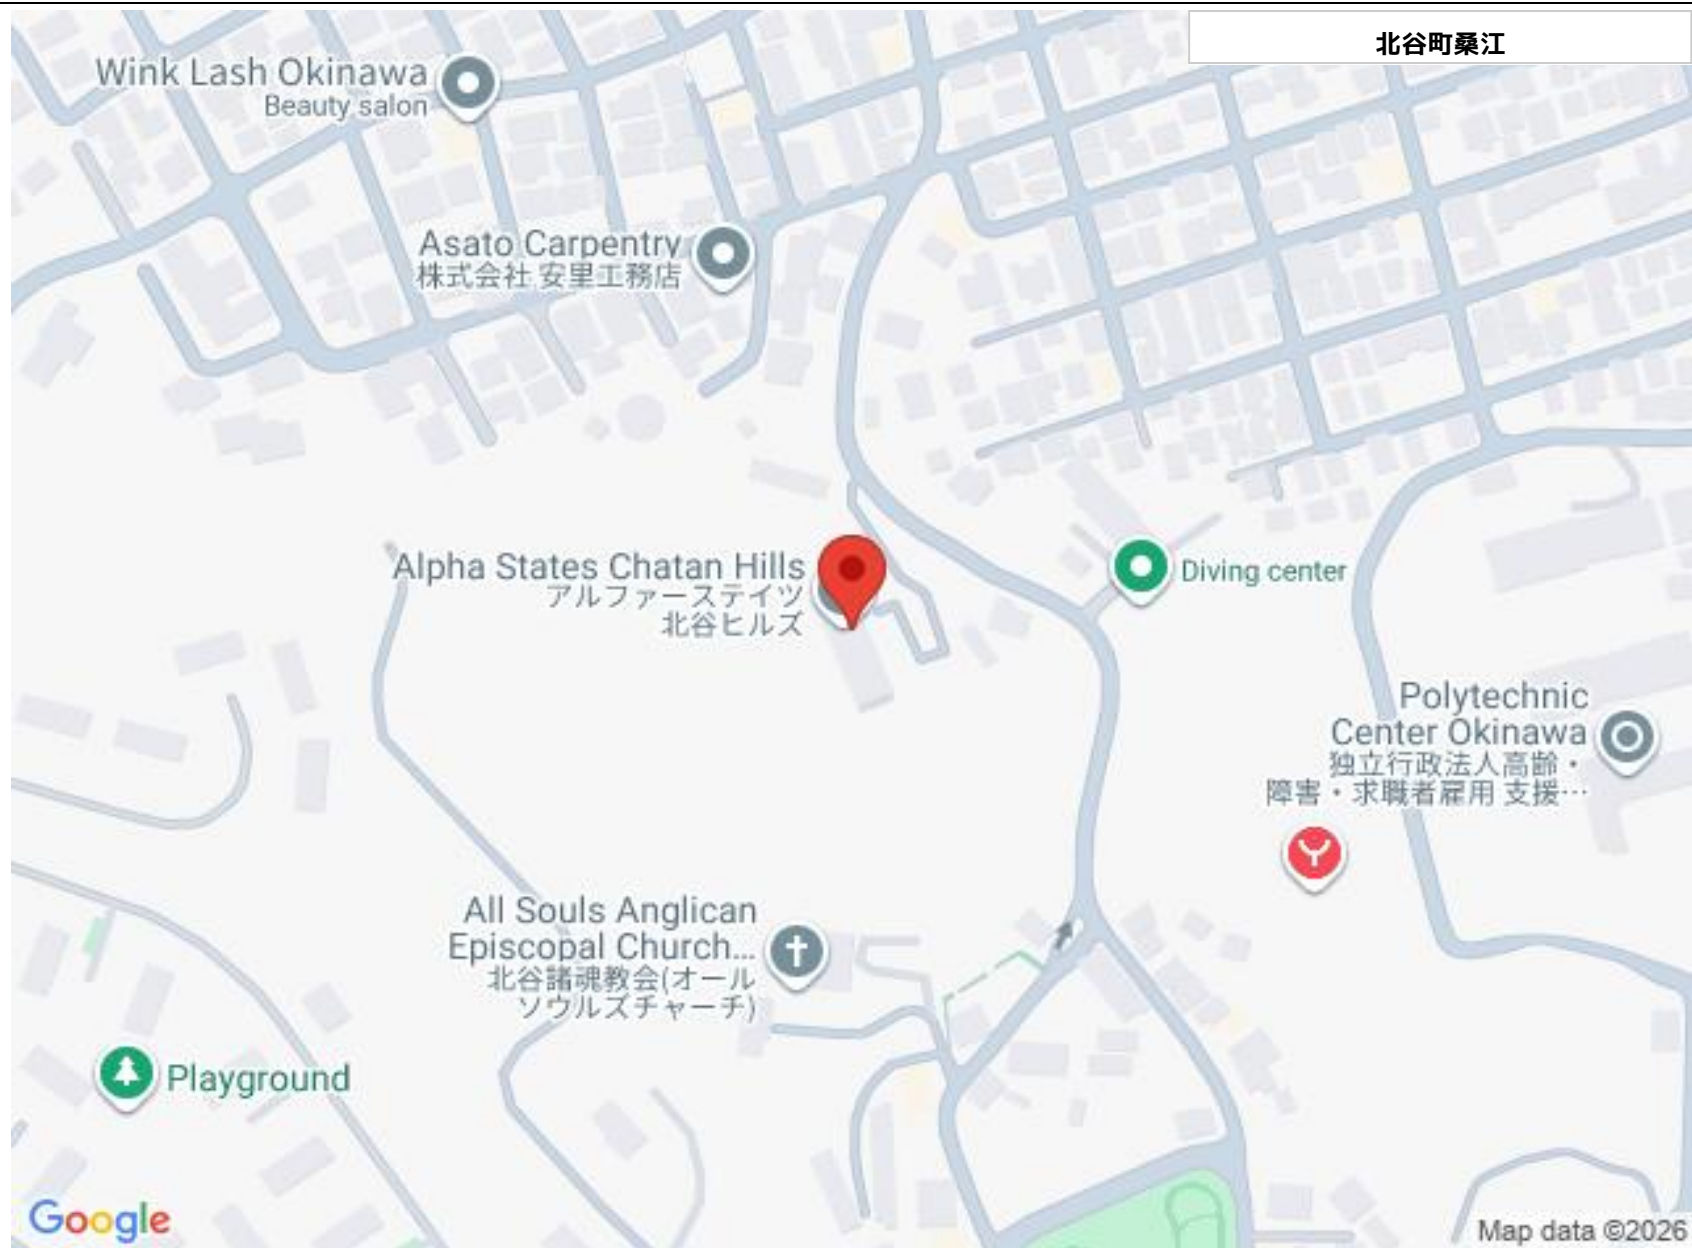 北谷町桑江
Wink Lash Okinawa
Beauty salon
Asato Carpentry
株式会社 安里工務店
Alpha States Chatan Hills
アルファーステイツ
北谷ヒルズ
Diving center
Polytechnic
Center Okinawa
独立行政法人高齢・
障害・求職者雇用 支援…
All Souls Anglican
Episcopal Church...
北谷諸魂教会(オール
ソウルズチャーチ)
Playground
Google
Map data ©2026